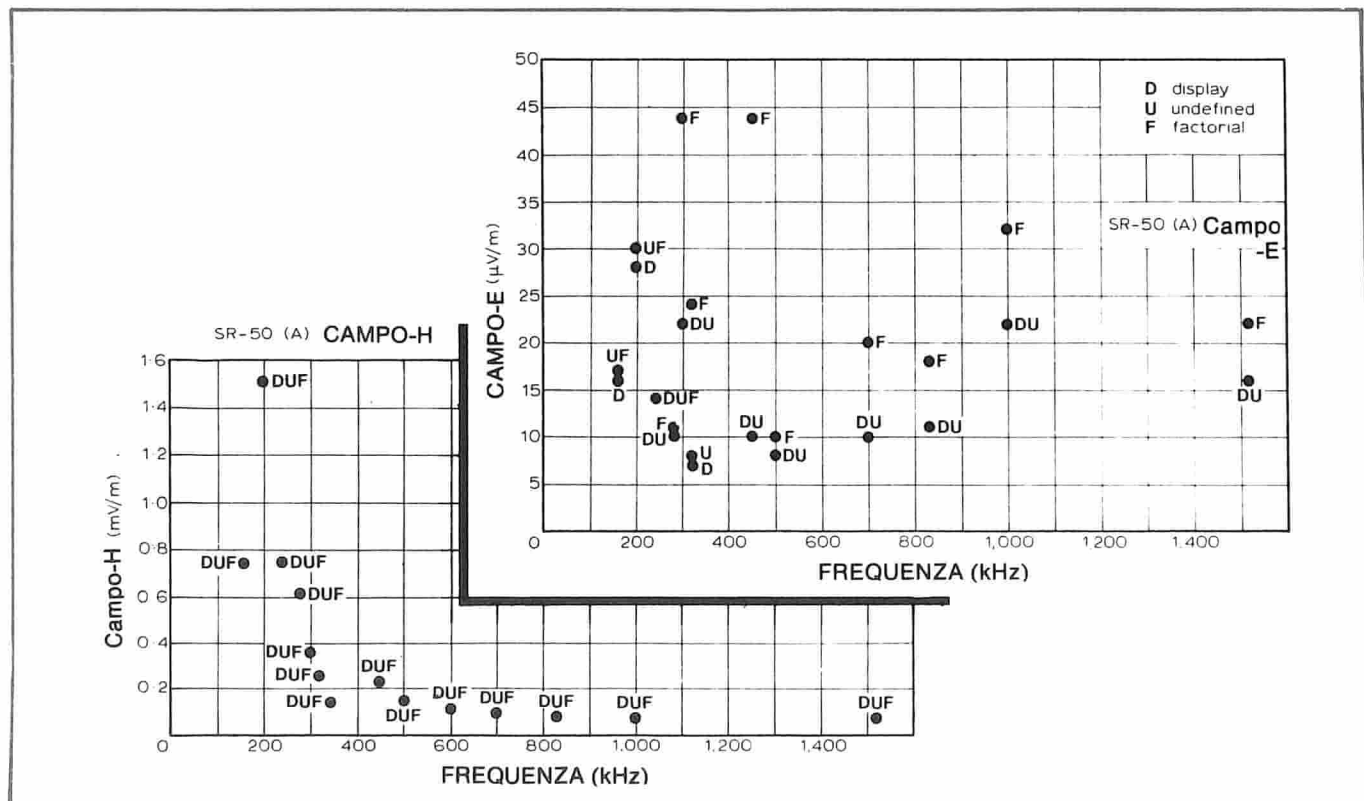 50
45
40
35
30
25
20
15
10
5
CAMPO-E (µV/m)
D display
U undefined
F factorial
SR-50 (A) Campo
-E
F
F
UF
D
F
DU
UF
D
DUF
F
DU
U
D
DU
F
DU
F
DU
F
DU
F
DU
F
DU
0
200
400
600
800
1,000
1,200
1,400
FREQUENZA (kHz)
SR-50 (A) CAMPO-H
1·6
1·4
1·2
1·0
0·8
0·6
0·4
0·2
Campo-H (mV/m)
DUF
DUF
DUF
DUF
DUF
DUF
DUF
DUF
DUF
DUF
DUF
DUF
DUF
DUF
0
200
400
600
800
1,000
1,200
1,400
FREQUENZA (kHz)